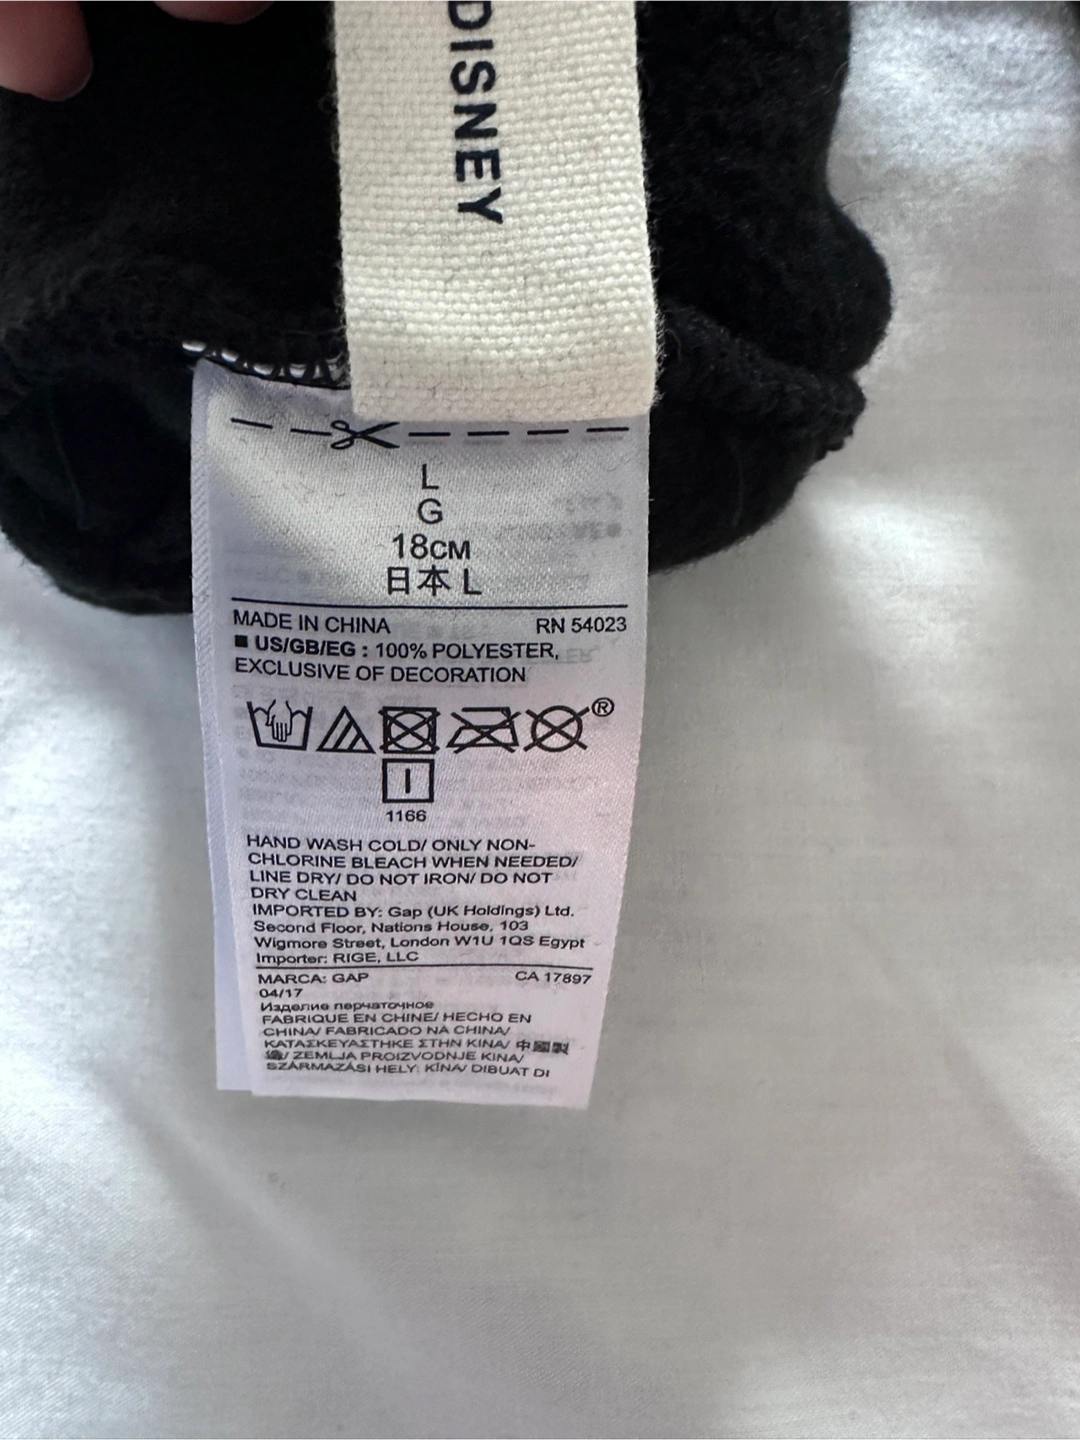 DISNEY
L
G
18CM
日本 L
MADE IN CHINA RN 54023
■ US/GB/EG : 100% POLYESTER,
EXCLUSIVE OF DECORATION
®
I
1166
HAND WASH COLD/ ONLY NON-
CHLORINE BLEACH WHEN NEEDED/
LINE DRY/ DO NOT IRON/ DO NOT
DRY CLEAN
IMPORTED BY: Gap (UK Holdings) Ltd.
Second Floor, Nations House, 103
Wigmore Street, London W1U 1QS Egypt
Importer: RIGE, LLC
MARCA: GAP CA 17897
04/17
Изделие перчаточное
FABRIQUE EN CHINE/ HECHO EN
CHINA/ FABRICADO NA CHINA/
ΚΑΤΑΣΚΕΥΑΣΤΗΚΕ ΣΤΗΝ ΚΙΝΑ/ 中國製
造/ ZEMLJA PROIZVODNJE KINA/
SZÁRMAZÁSI HELY: KÍNA/ DIBUAT DI